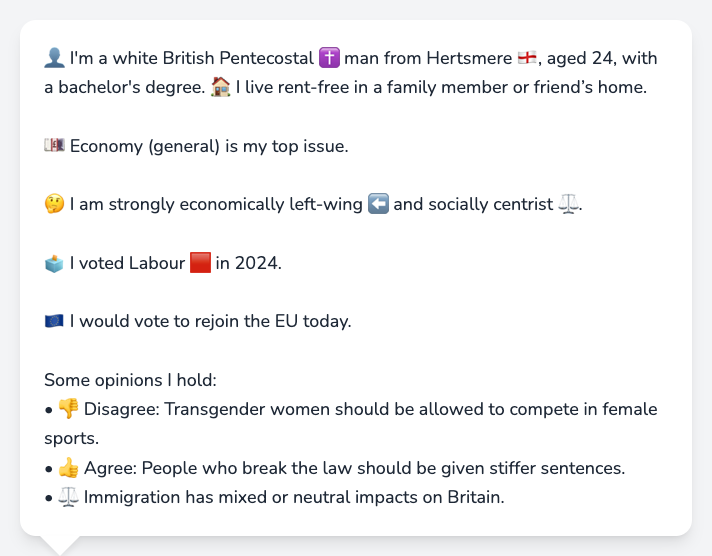 👤 I'm a white British Pentecostal ✝️ man from Hertsmere 🏴󠁧󠁢󠁥󠁮󠁧󠁿, aged 24, with
a bachelor's degree. 🏠 I live rent-free in a family member or friend’s home.
💷 Economy (general) is my top issue.
🤔 I am strongly economically left-wing ⬅️ and socially centrist ⚖️.
🗳️ I voted Labour 🟥 in 2024.
🇪🇺 I would vote to rejoin the EU today.
Some opinions I hold:
• 👎 Disagree: Transgender women should be allowed to compete in female
sports.
• 👍 Agree: People who break the law should be given stiffer sentences.
• ⚖️ Immigration has mixed or neutral impacts on Britain.